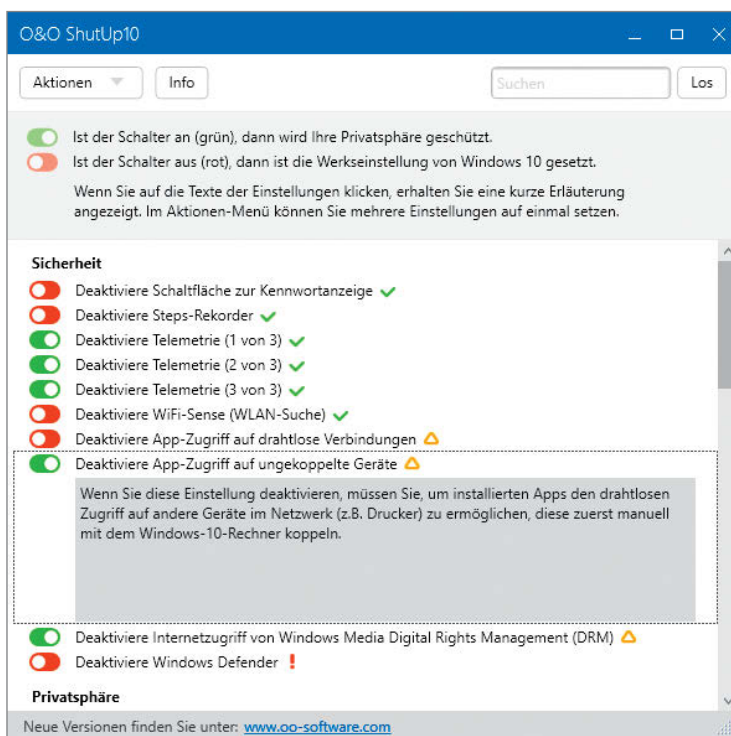 O&O ShutUp10
Aktionen Info Suchen Los
Ist der Schalter an (grün), dann wird Ihre Privatsphäre geschützt.
Ist der Schalter aus (rot), dann ist die Werkseinstellung von Windows 10 gesetzt.
Wenn Sie auf die Texte der Einstellungen klicken, erhalten Sie eine kurze Erläuterung
angezeigt. Im Aktionen-Menü können Sie mehrere Einstellungen auf einmal setzen.
Sicherheit
Deaktiviere Schaltfläche zur Kennwortanzeige
Deaktiviere Steps-Rekorder
Deaktiviere Telemetrie (1 von 3)
Deaktiviere Telemetrie (2 von 3)
Deaktiviere Telemetrie (3 von 3)
Deaktiviere WiFi-Sense (WLAN-Suche)
Deaktiviere App-Zugriff auf drahtlose Verbindungen
Deaktiviere App-Zugriff auf ungekoppelte Geräte
Wenn Sie diese Einstellung deaktivieren, müssen Sie, um installierten Apps den drahtlosen
Zugriff auf andere Geräte im Netzwerk (z.B. Drucker) zu ermöglichen, diese zuerst manuell
mit dem Windows-10-Rechner koppeln.
Deaktiviere Internetzugriff von Windows Media Digital Rights Management (DRM)
Deaktiviere Windows Defender
Privatsphäre
Neue Versionen finden Sie unter: www.oo-software.com